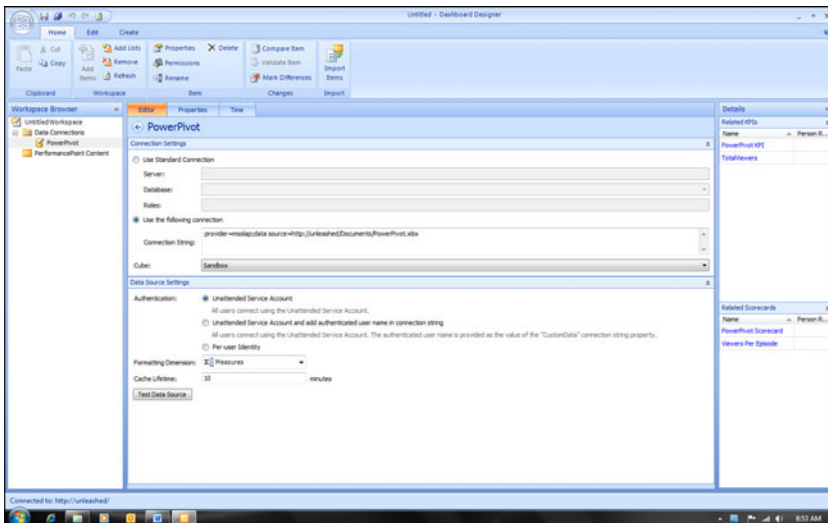 Untitled - Dashboard Designer
Home Edit Create
Paste
Cut
Copy
Clipboard
Add Items
Add Lists
Remove
Refresh
Workspace
Properties
Permissions
Rename
Delete
Item
Compare Item
Validate Item
Mark Differences
Changes
Import Items
Import
Workspace Browser
Untitled Workspace
Data Connections
PowerPivot
PerformancePoint Content
Editor Properties Time
PowerPivot
Connection Settings
Use Standard Connection
Server:
Database:
Roles:
Use the following connection
Connection String: provider=msolap;data source=http://unleashed/Documents/PowerPivot.xlsx
Cube: Sandbox
Data Source Settings
Authentication: Unattended Service Account
All users connect using the Unattended Service Account.
Unattended Service Account and add authenticated user name in connection string
All users connect using the Unattended Service Account. The authenticated user name is provided as the value of the "CustomData" connection string property.
Per-user Identity
Formatting Dimension: Measures
Cache Lifetime: 10 minutes
Test Data Source
Details
Related KPIs
Name Person R...
PowerPivot KPI
TotalViewers
Related Scorecards
Name Person R...
PowerPivot Scorecard
Viewers Per Episode
Connected to: http://unleashed/
8:53 AM